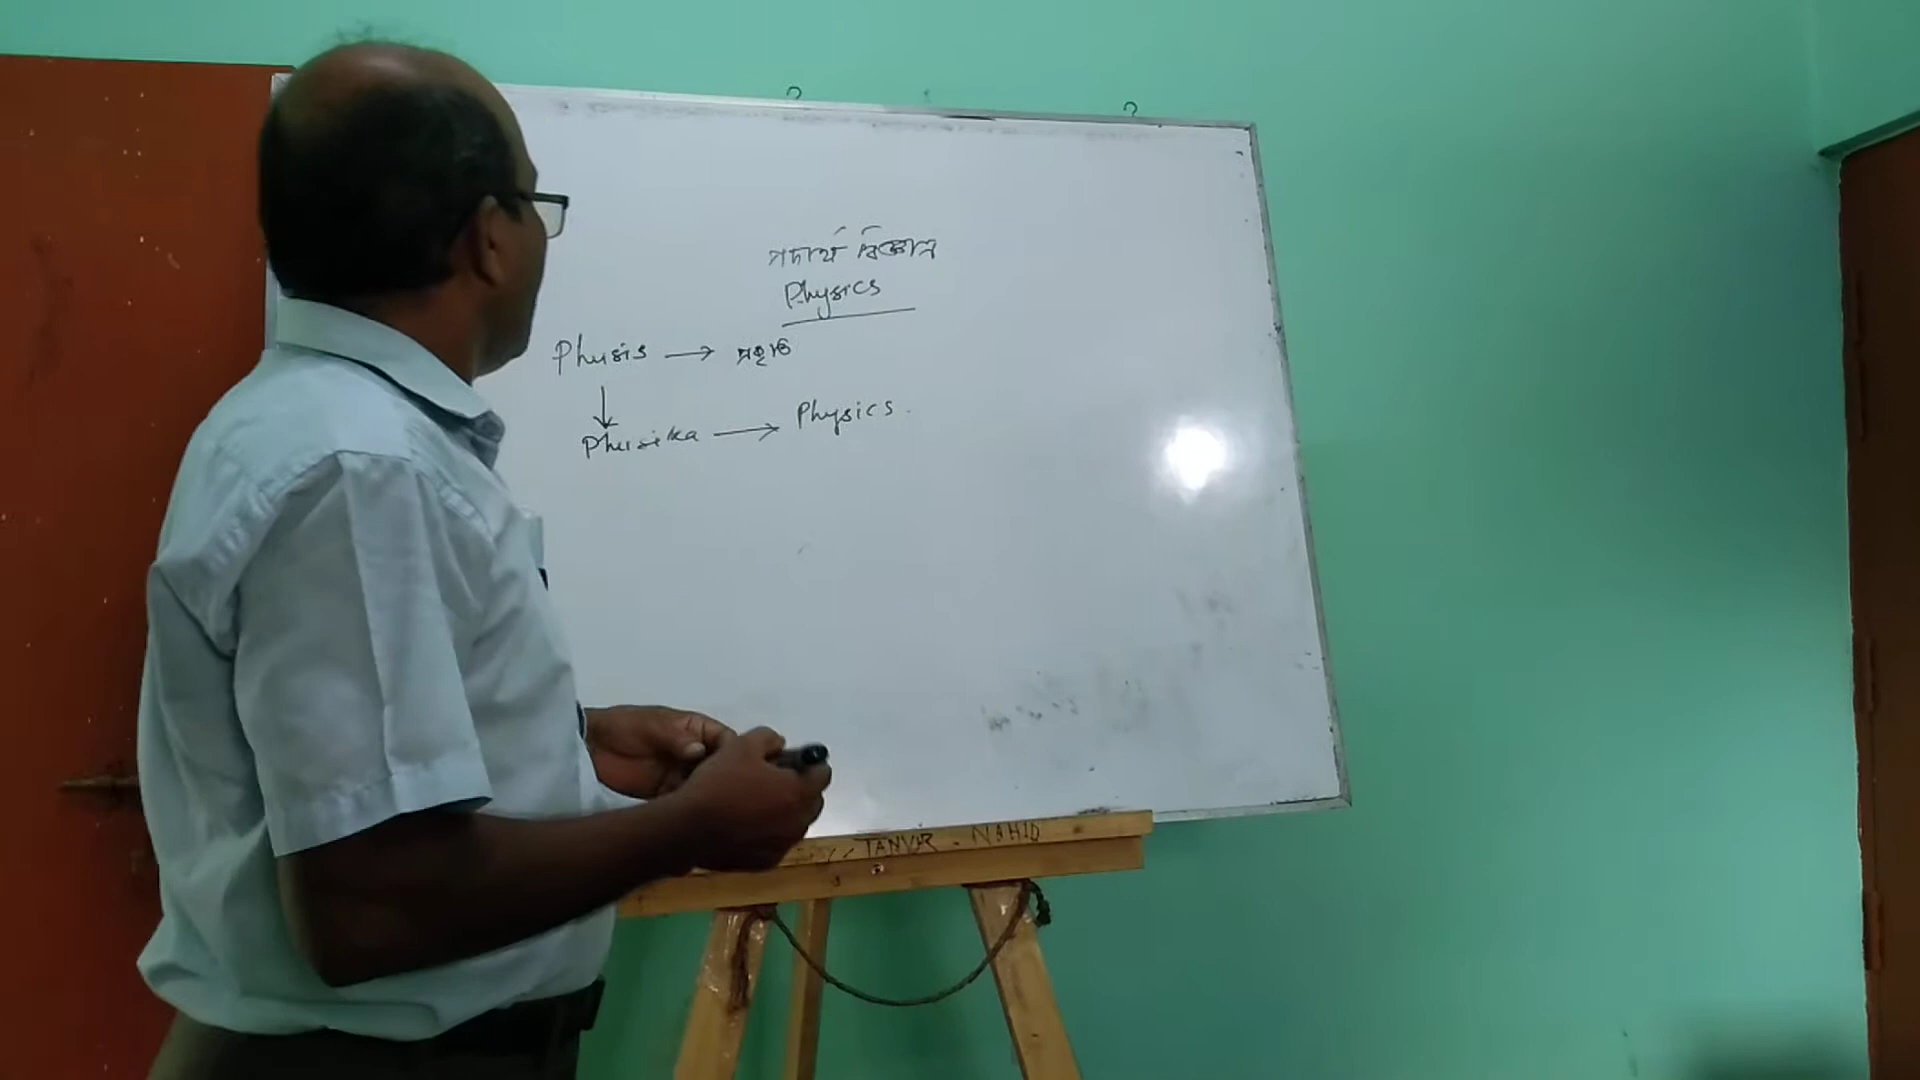 পদার্থ বিজ্ঞান
Physics
Phusis → প্রকৃতি
↓
Phusika → Physics.
TANVIR - NAHID